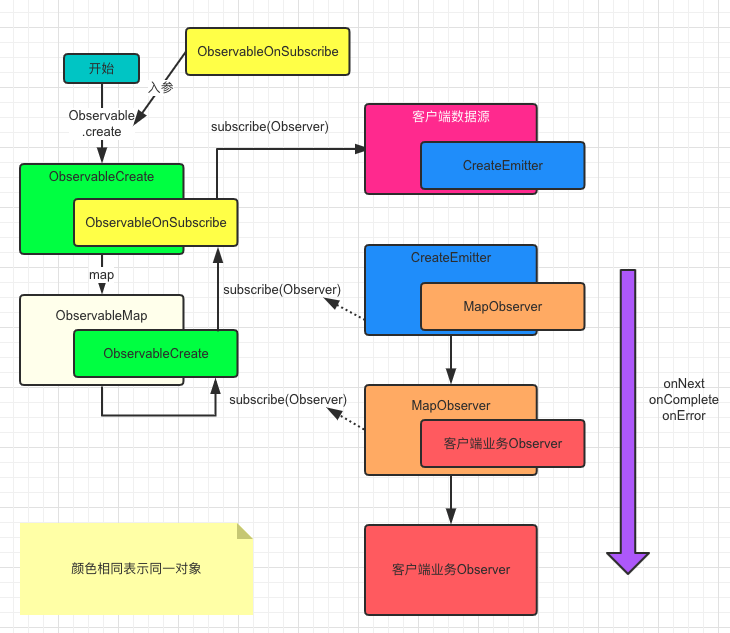 ObservableOnSubscribe
开始
入参
Observable
.create
subscribe(Observer)
客户端数据源
CreateEmitter
ObservableCreate
ObservableOnSubscribe
map
subscribe(Observer)
CreateEmitter
MapObserver
ObservableMap
ObservableCreate
onNext
onComplete
onError
subscribe(Observer)
MapObserver
客户端业务Observer
颜色相同表示同一对象
客户端业务Observer